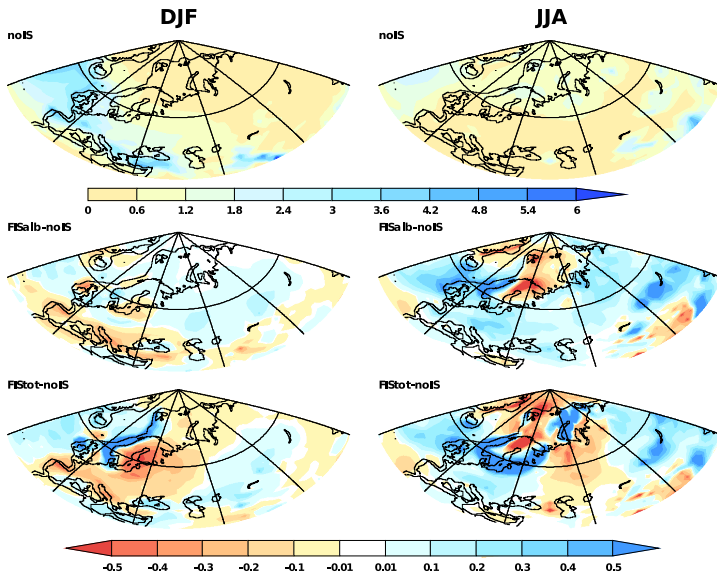 DJF JJA
noIS noIS
0 0.6 1.2 1.8 2.4 3 3.6 4.2 4.8 5.4 6
FISalb-noIS FISalb-noIS
FIStot-noIS FIStot-noIS
-0.5 -0.4 -0.3 -0.2 -0.1 -0.01 0.01 0.1 0.2 0.3 0.4 0.5